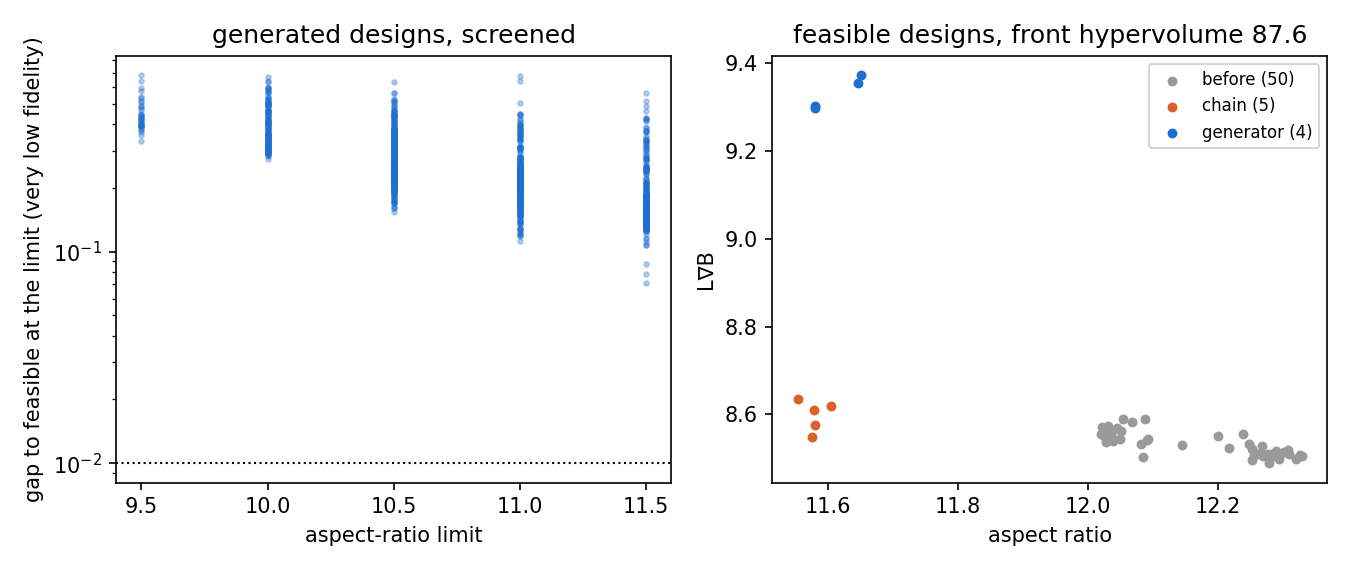 generated designs, screened
gap to feasible at the limit (very low fidelity)
10⁻¹
10⁻²
9.5 10.0 10.5 11.0 11.5
aspect-ratio limit
feasible designs, front hypervolume 87.6
L∇B
9.4
9.2
9.0
8.8
8.6
before (50)
chain (5)
generator (4)
11.6 11.8 12.0 12.2
aspect ratio